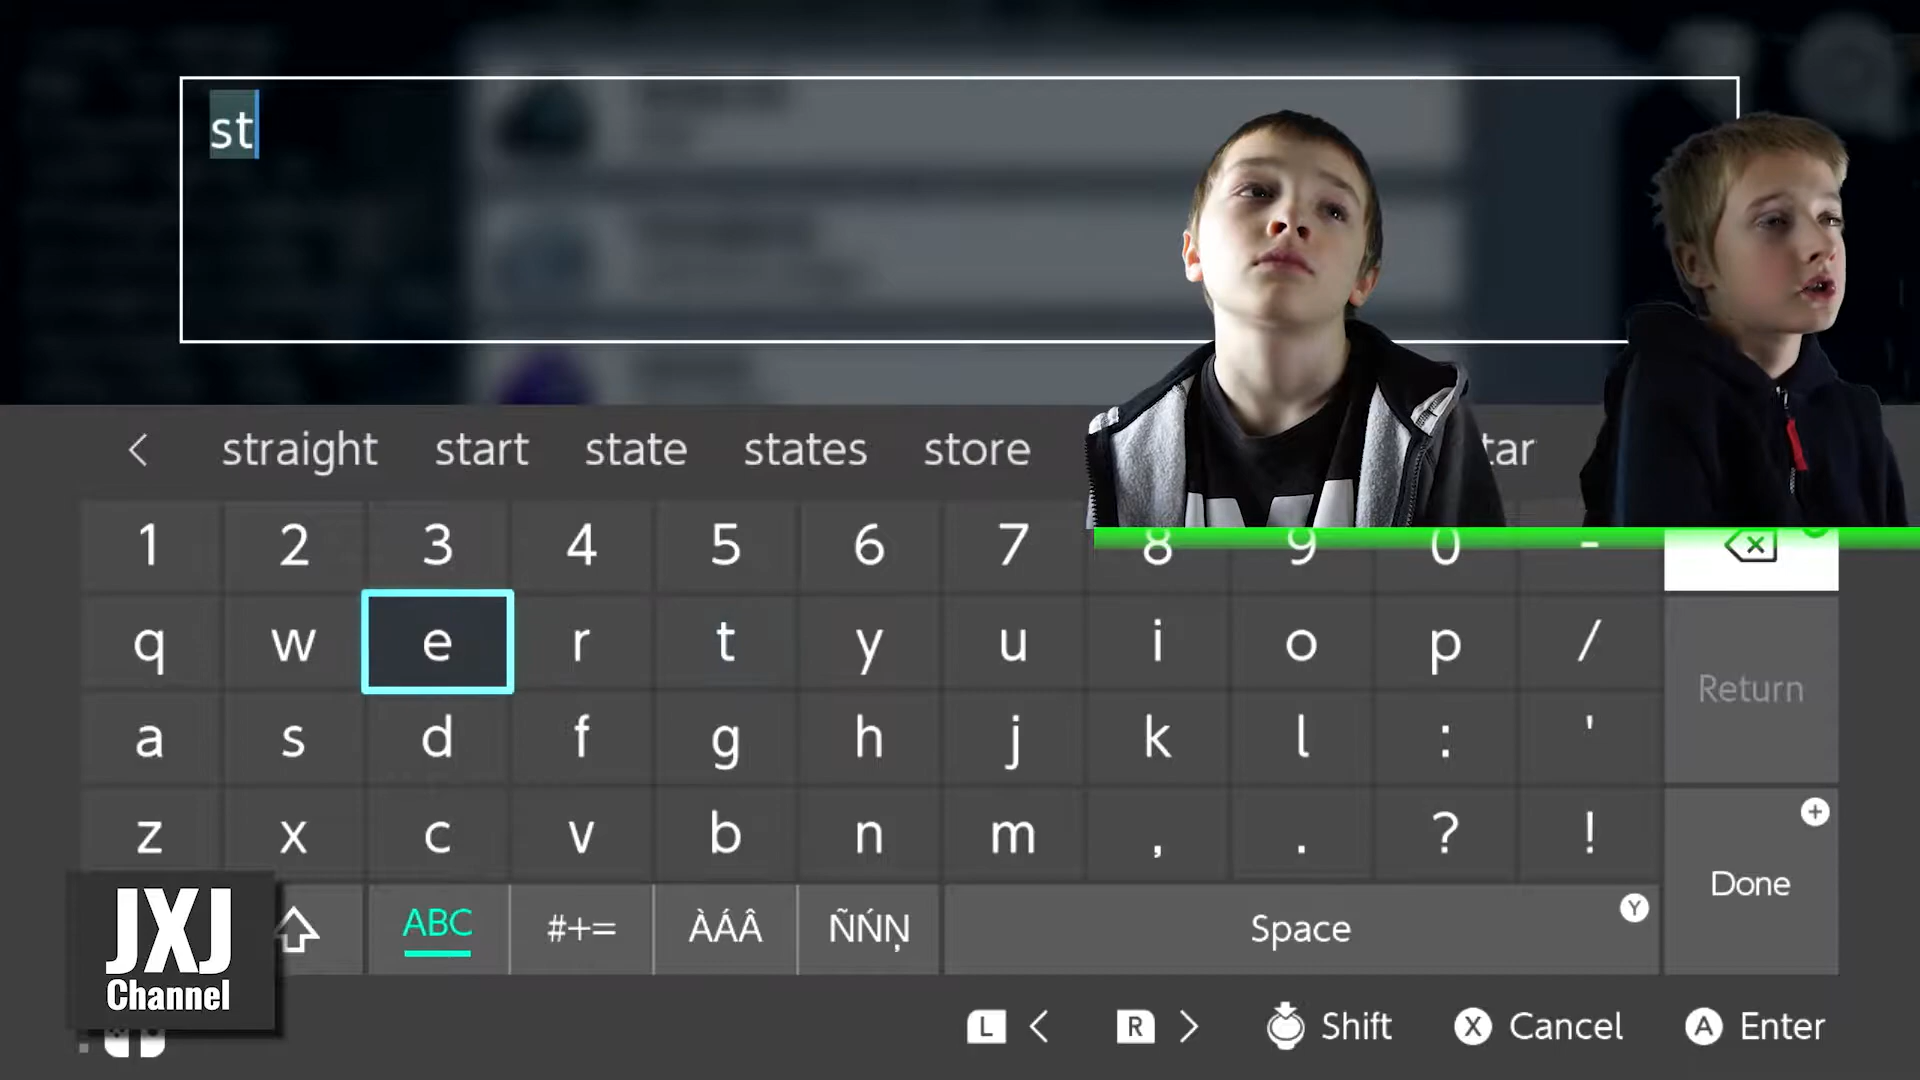 st
straight start state states store tar
1 2 3 4 5 6 7 8 9 0 -
q w e r t y u i o p /
Return
a s d f g h j k l : '
z x c v b n m , . ? !
Done
ABC #+= ÀÁÂ ÑŃŅ Space Y
JXJ
Channel
L < R > Shift X Cancel A Enter